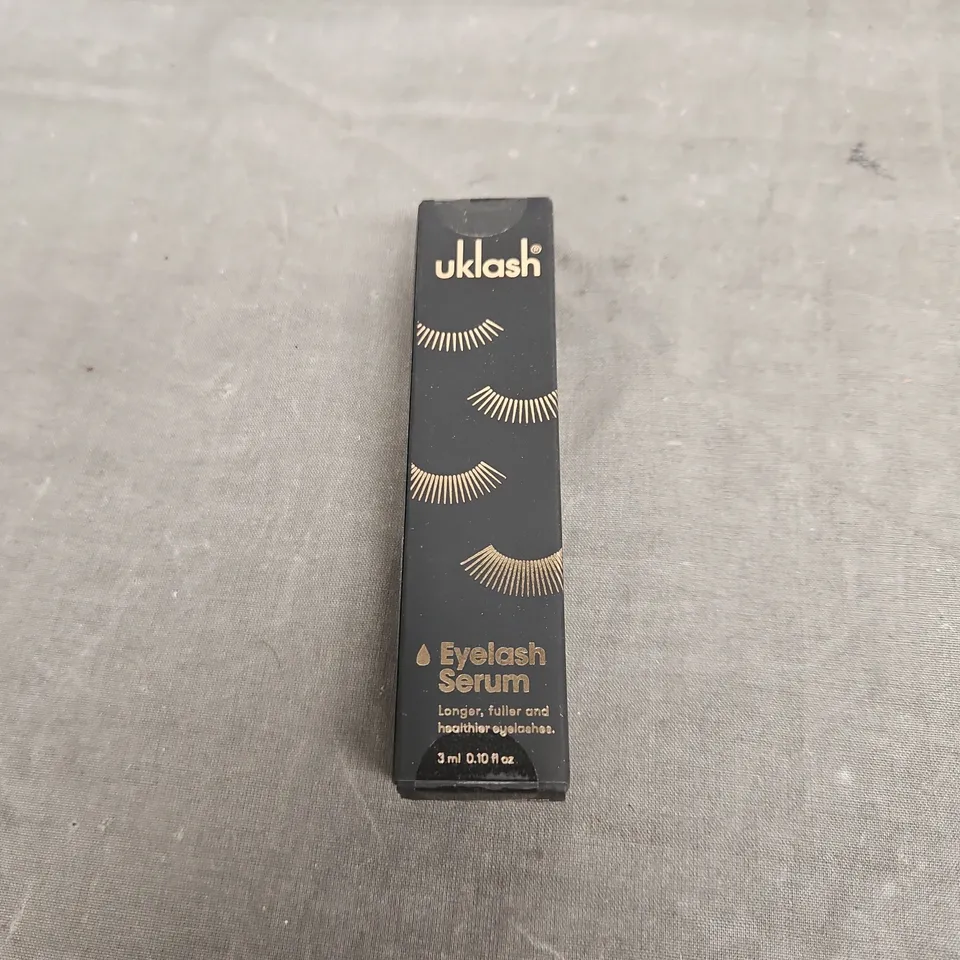 uklash®
Eyelash
Serum
Longer, fuller and
healthier eyelashes.
3 ml 0.10 fl oz